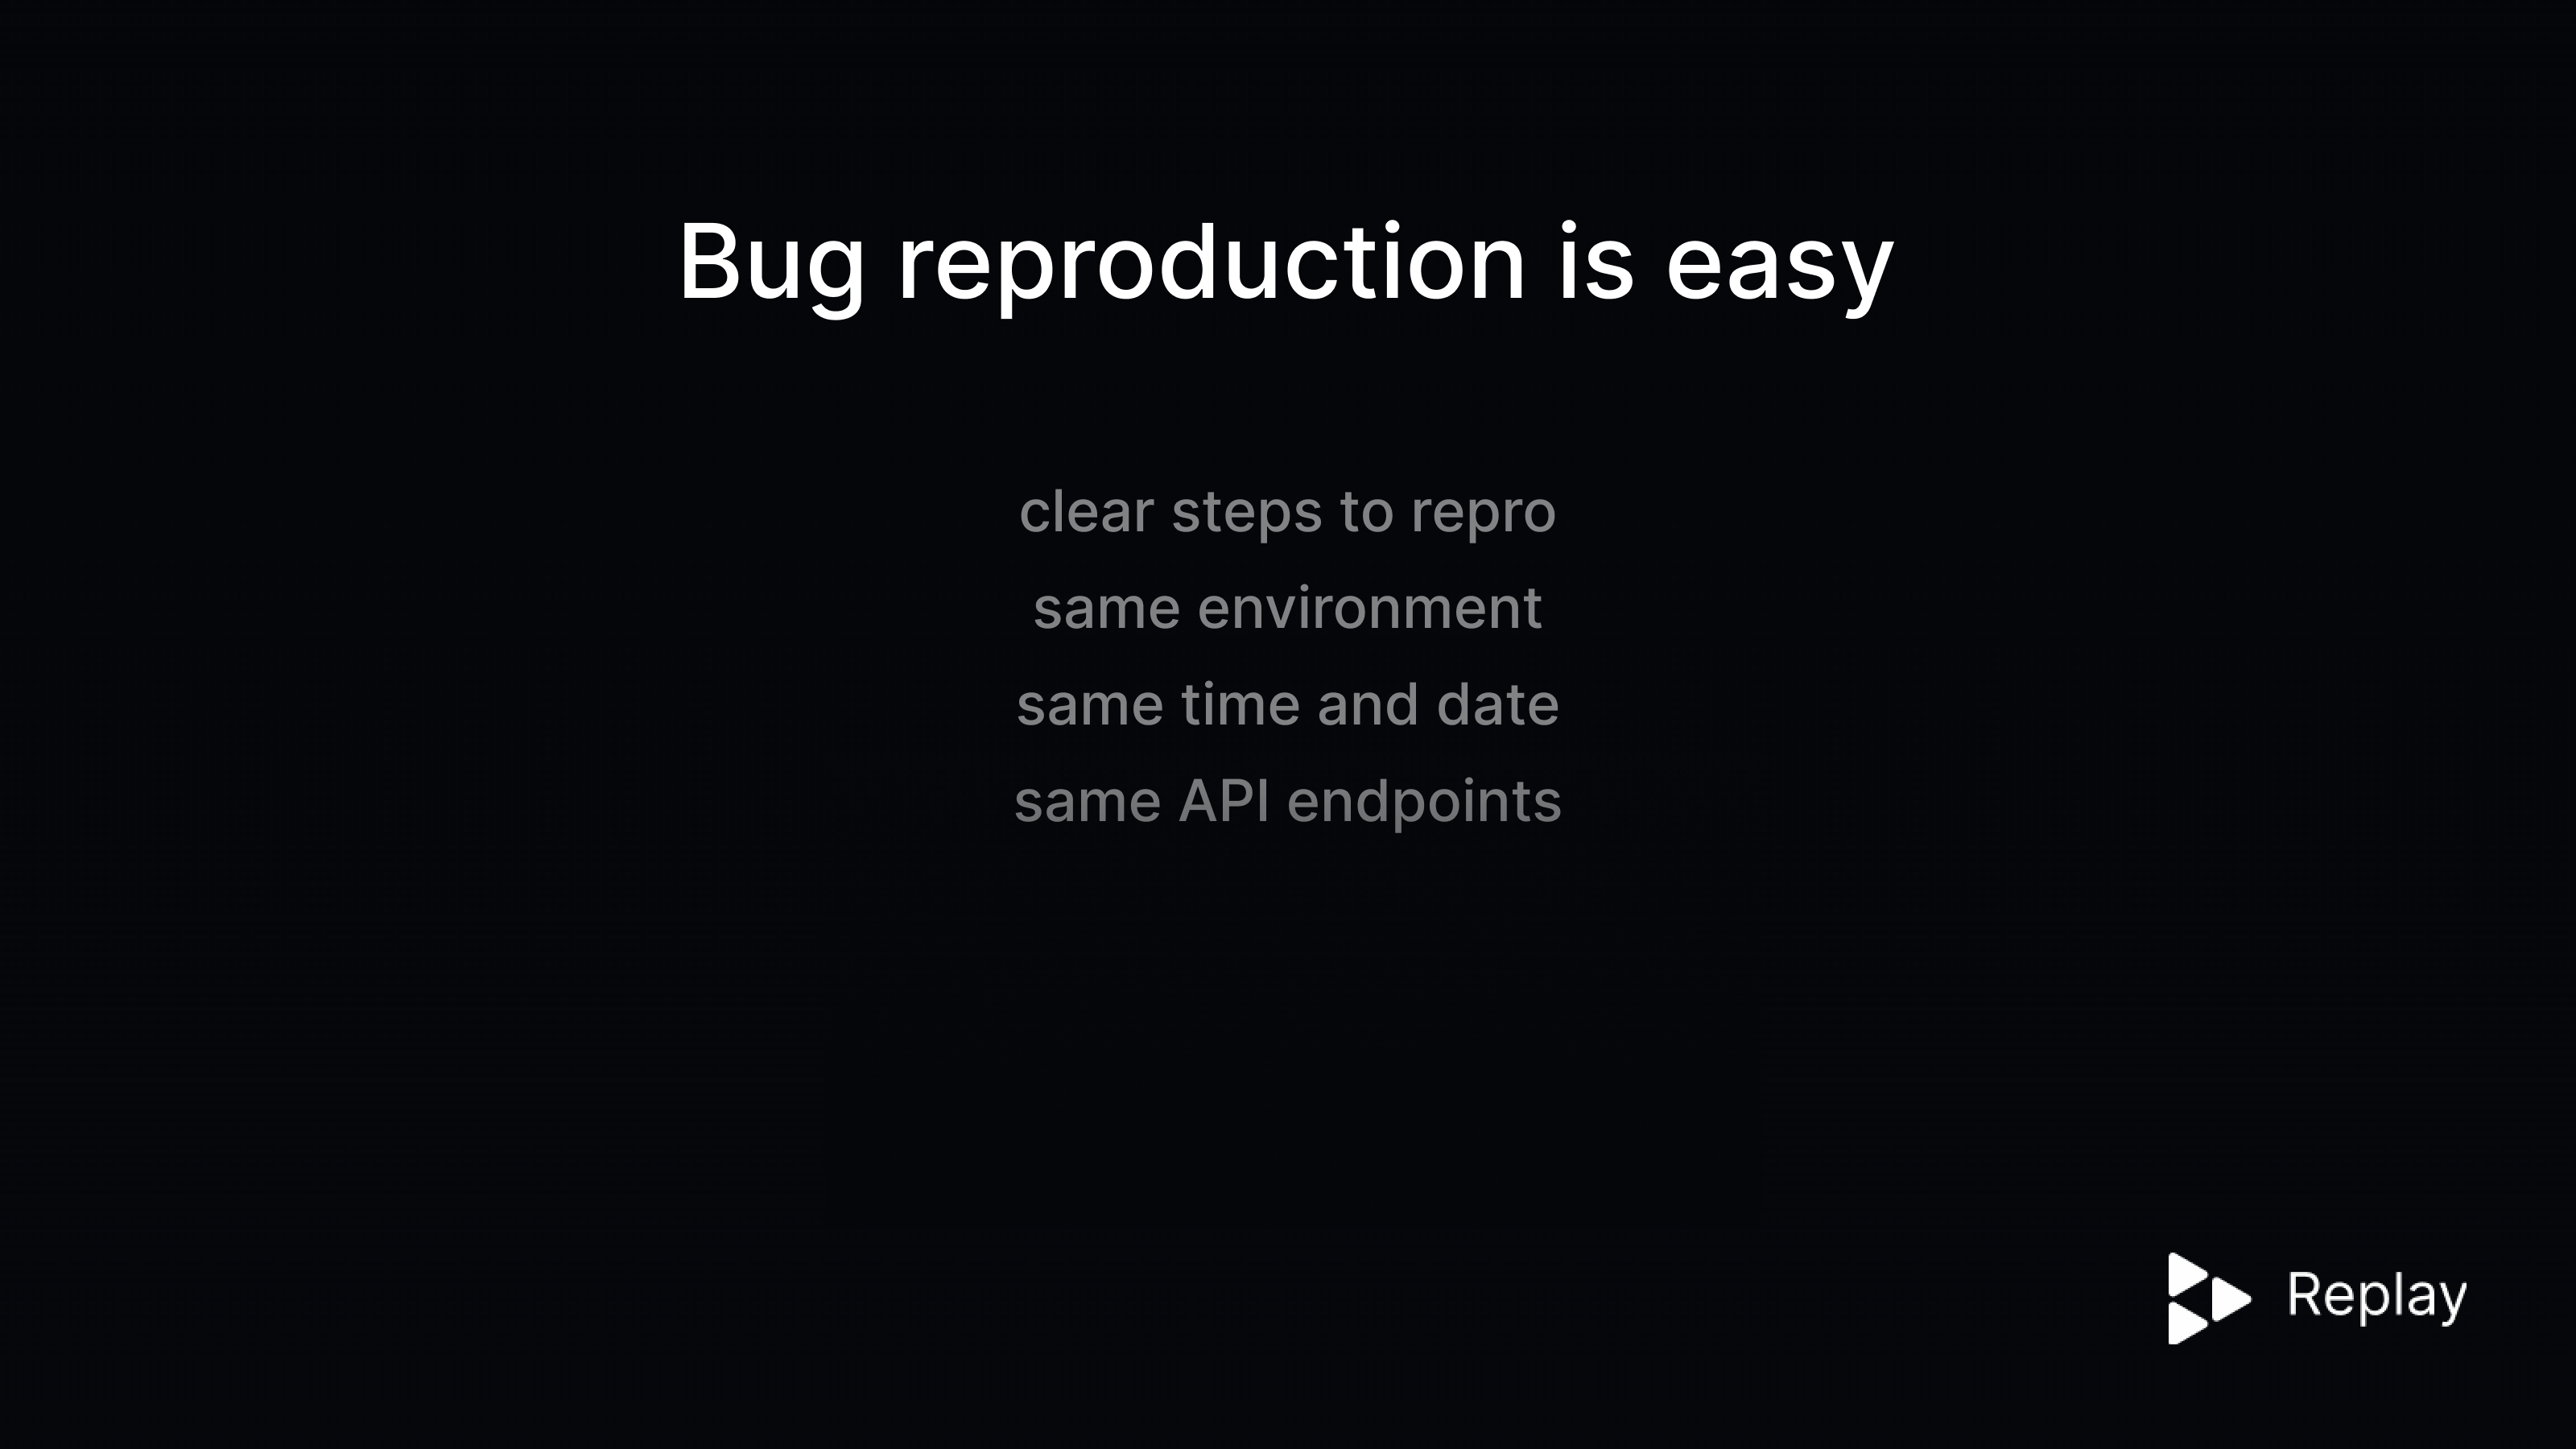 Bug reproduction is easy
clear steps to repro
same environment
same time and date
same API endpoints
Replay